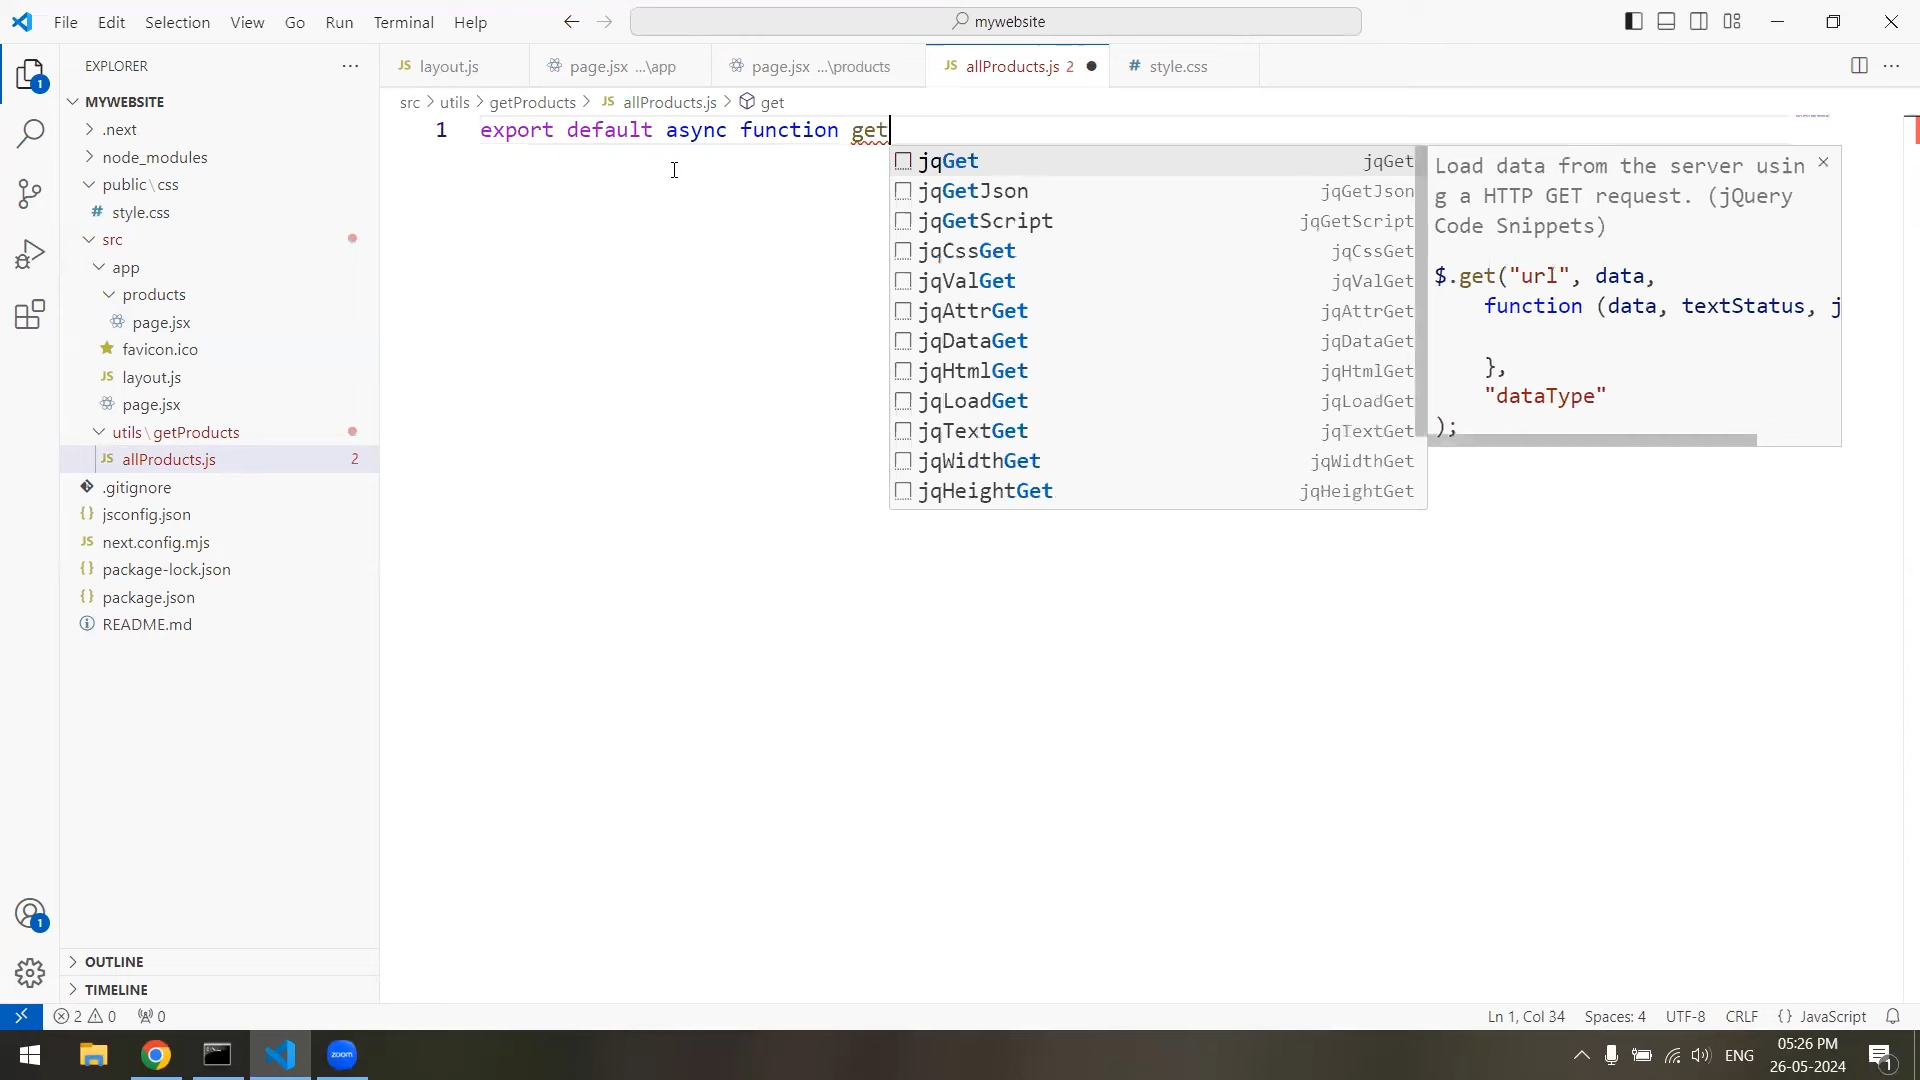 File Edit Selection View Go Run Terminal Help
mywebsite
EXPLORER
layout.js
page.jsx ...\app
page.jsx ...\products
allProducts.js 2
style.css
src > utils > getProducts > JS allProducts.js > get
MYWEBSITE
.next
node_modules
public\css
style.css
src
app
products
page.jsx
favicon.ico
JS layout.js
page.jsx
utils\getProducts
JS allProducts.js 2
.gitignore
jsconfig.json
JS next.config.mjs
package-lock.json
package.json
README.md
OUTLINE
TIMELINE
1 export default async function get
jqGet jqGet
jqGetJson jqGetJson
jqGetScript jqGetScript
jqCssGet jqCssGet
jqValGet jqValGet
jqAttrGet jqAttrGet
jqDataGet jqDataGet
jqHtmlGet jqHtmlGet
jqLoadGet jqLoadGet
jqTextGet jqTextGet
jqWidthGet jqWidthGet
jqHeightGet jqHeightGet
Load data from the server usin
g a HTTP GET request. (jQuery
Code Snippets)
$.get("url", data,
function (data, textStatus, j
},
"dataType"
);
2 0 0
Ln 1, Col 34 Spaces: 4 UTF-8 CRLF {} JavaScript
zoom
ENG
05:26 PM
26-05-2024
1